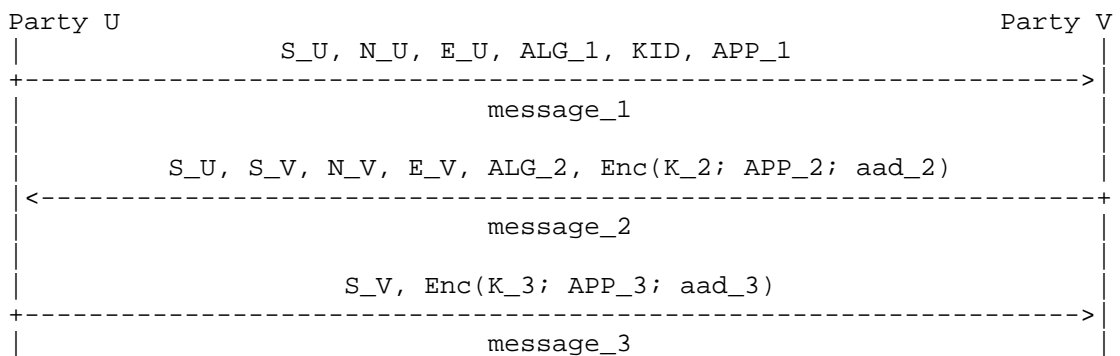 Party U Party V
S_U, N_U, E_U, ALG_1, KID, APP_1
message_1
S_U, S_V, N_V, E_V, ALG_2, Enc(K_2; APP_2; aad_2)
message_2
S_V, Enc(K_3; APP_3; aad_3)
message_3